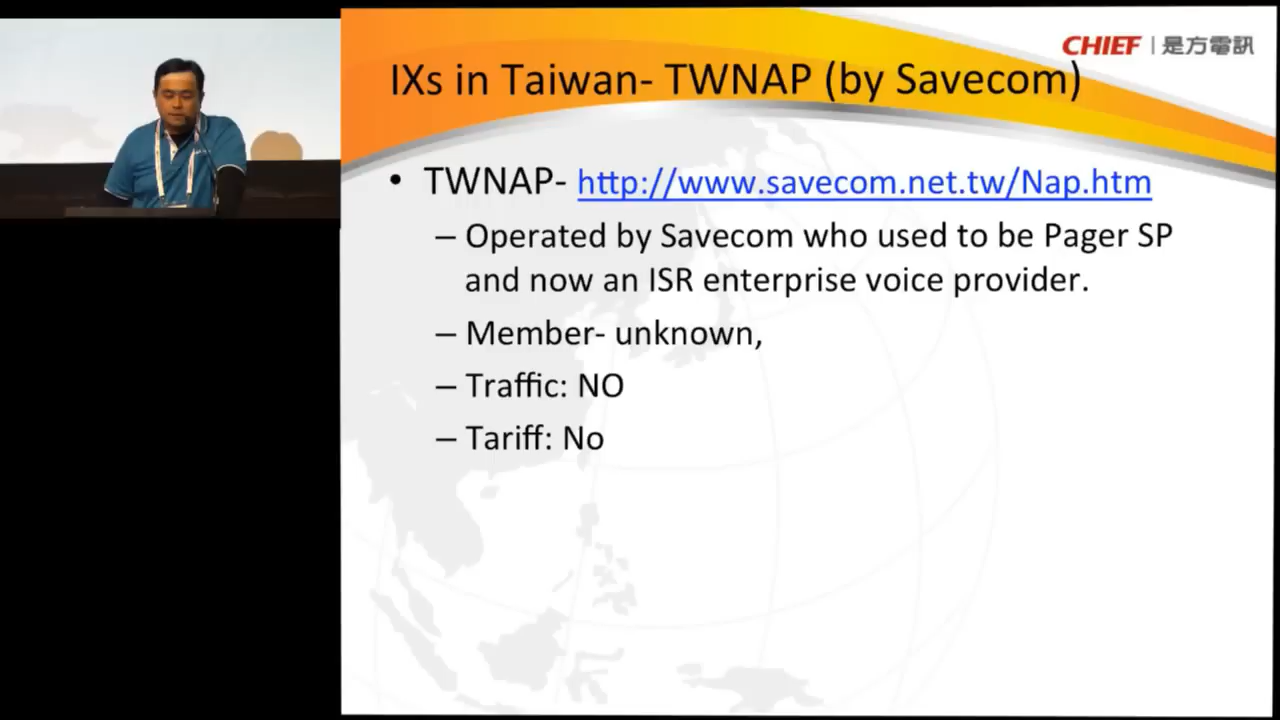 CHIEF 是方電訊
IXs in Taiwan- TWNAP (by Savecom)
• TWNAP- http://www.savecom.net.tw/Nap.htm
– Operated by Savecom who used to be Pager SP
and now an ISR enterprise voice provider.
– Member- unknown,
– Traffic: NO
– Tariff: No